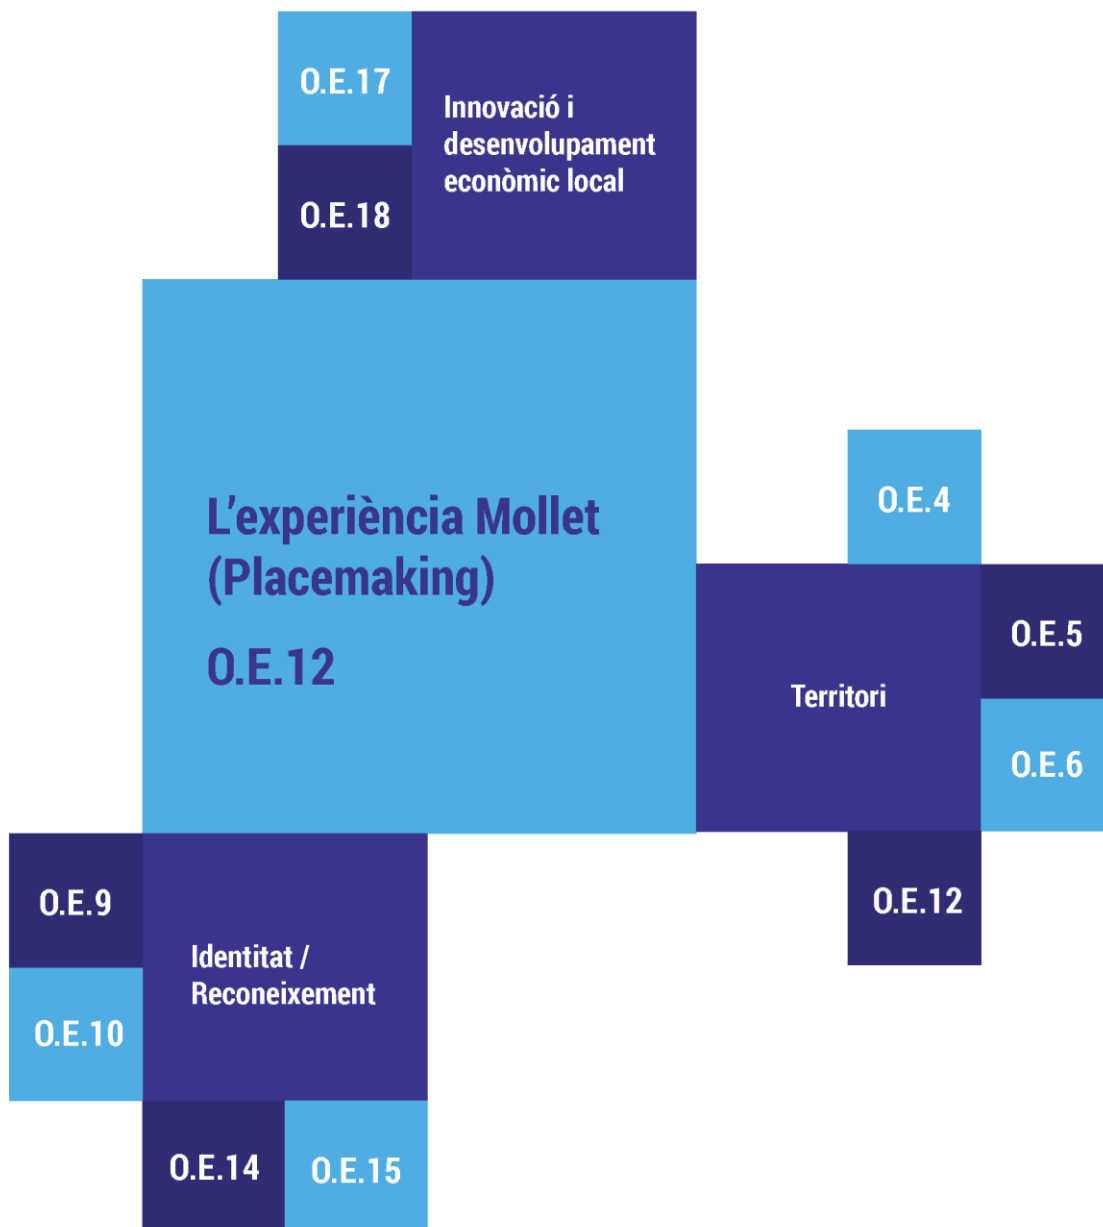 O.E.17
Innovació i
desenvolupament
econòmic local
O.E.18
L'experiència Mollet
(Placemaking)
O.E.12
O.E.4
O.E.5
Territori
O.E.6
O.E.12
O.E.9
Identitat /
Reconeixement
O.E.10
O.E.14
O.E.15